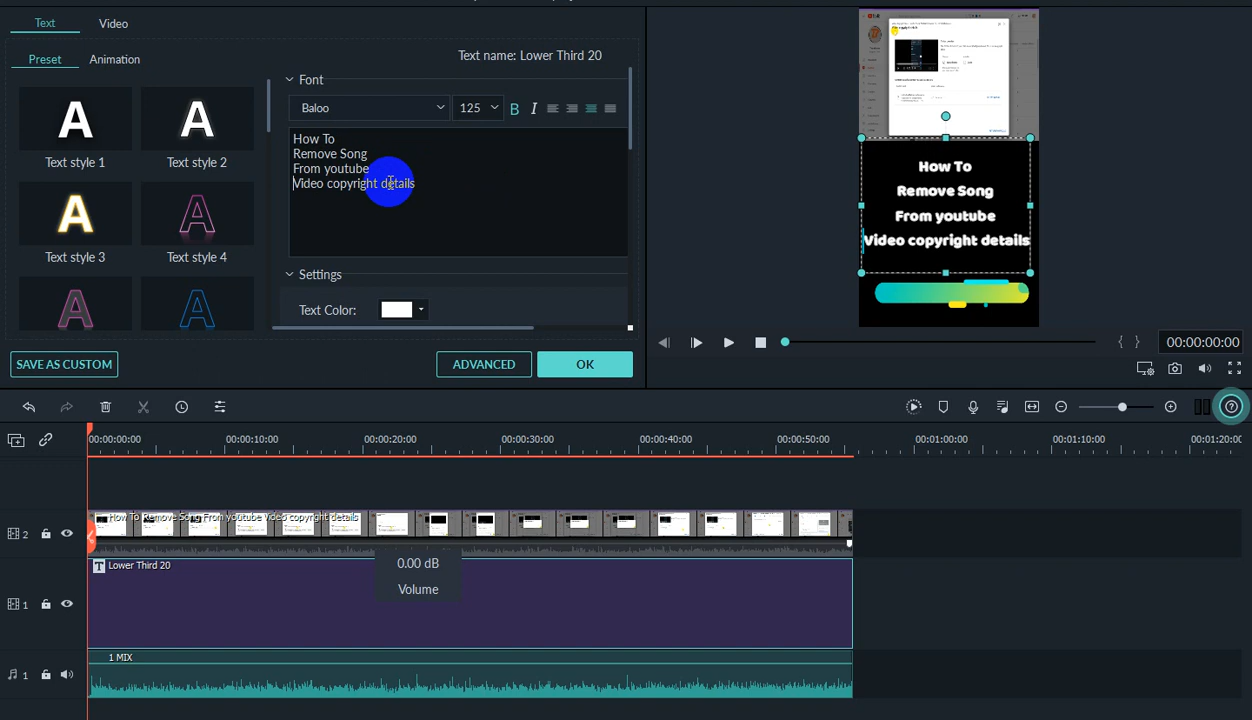 Text
Video
Preset
Animation
Text name: Lower Third 20
Font
Baloo
125
B
I
How To
Remove Song
From youtube
Video copyright details
A
Text style 1
A
Text style 2
A
Text style 3
A
Text style 4
A
A
Settings
Text Color:
SAVE AS CUSTOM
ADVANCED
OK
How To
Remove Song
From youtube
Video copyright details
{ }
00:00:00:00
00:00:00:00
00:00:10:00
00:00:20:00
00:00:30:00
00:00:40:00
00:00:50:00
00:01:00:00
00:01:10:00
00:01:20:00
2
How To Remove Song From youtube Video copyright details
0.00 dB
Volume
1
T
Lower Third 20
1
1 MIX